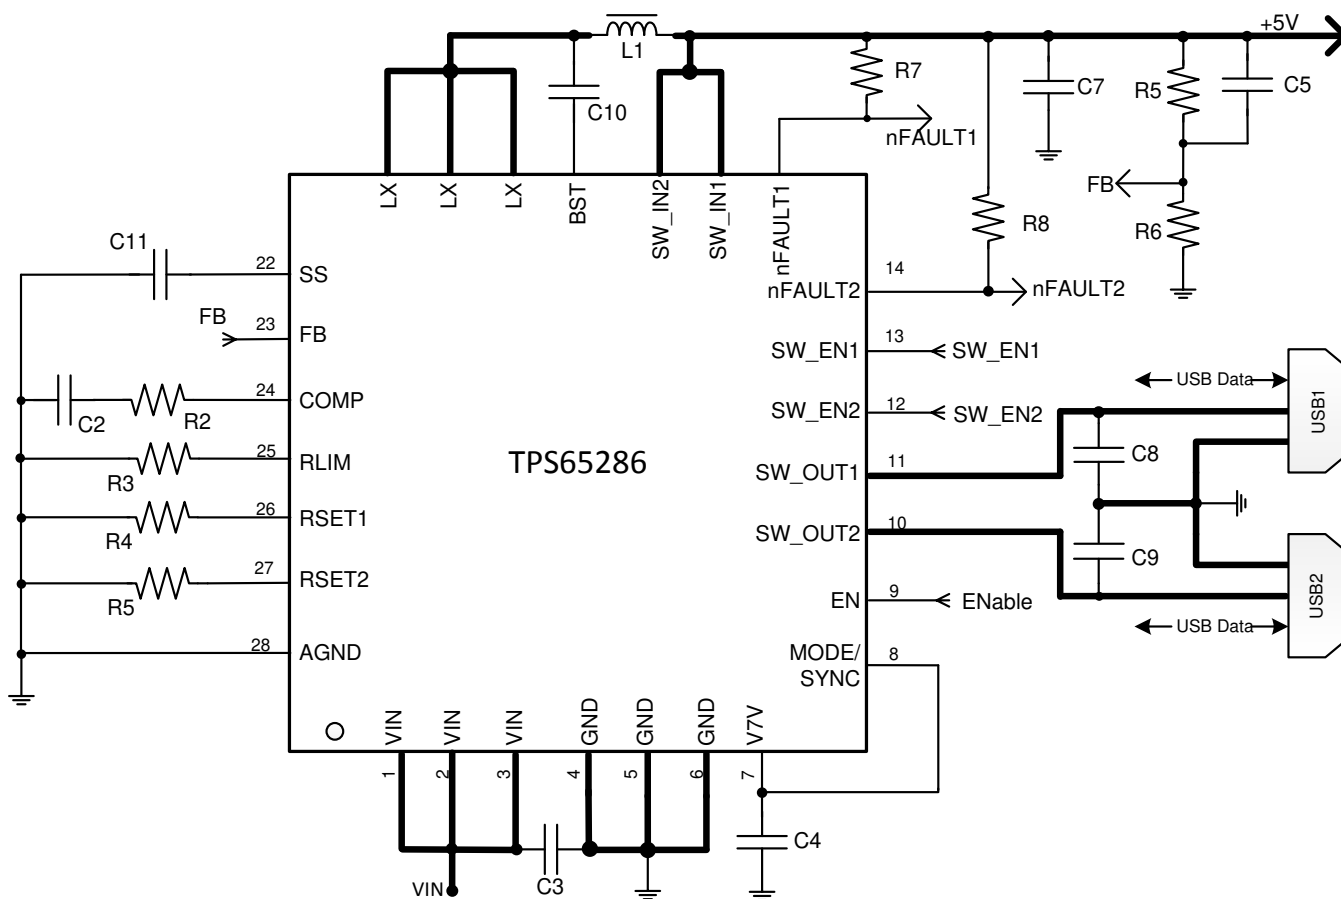 +5V
L1
R7
C10
C7
R5
C5
nFAULT1
FB
R8
R6
LX
LX
LX
BST
SW_IN2
SW_IN1
nFAULT1
C11
22
SS
14
nFAULT2
nFAULT2
FB
23
FB
13
SW_EN1
SW_EN1
USB Data
USB1
24
COMP
C2
R2
12
SW_EN2
SW_EN2
TPS65286
25
RLIM
R3
11
SW_OUT1
C8
26
RSET1
R4
10
SW_OUT2
C9
27
RSET2
R5
9
EN
ENable
USB2
USB Data
28
AGND
MODE/
SYNC
8
VIN
VIN
VIN
GND
GND
GND
V7V
1
2
3
4
5
6
7
C4
C3
VIN